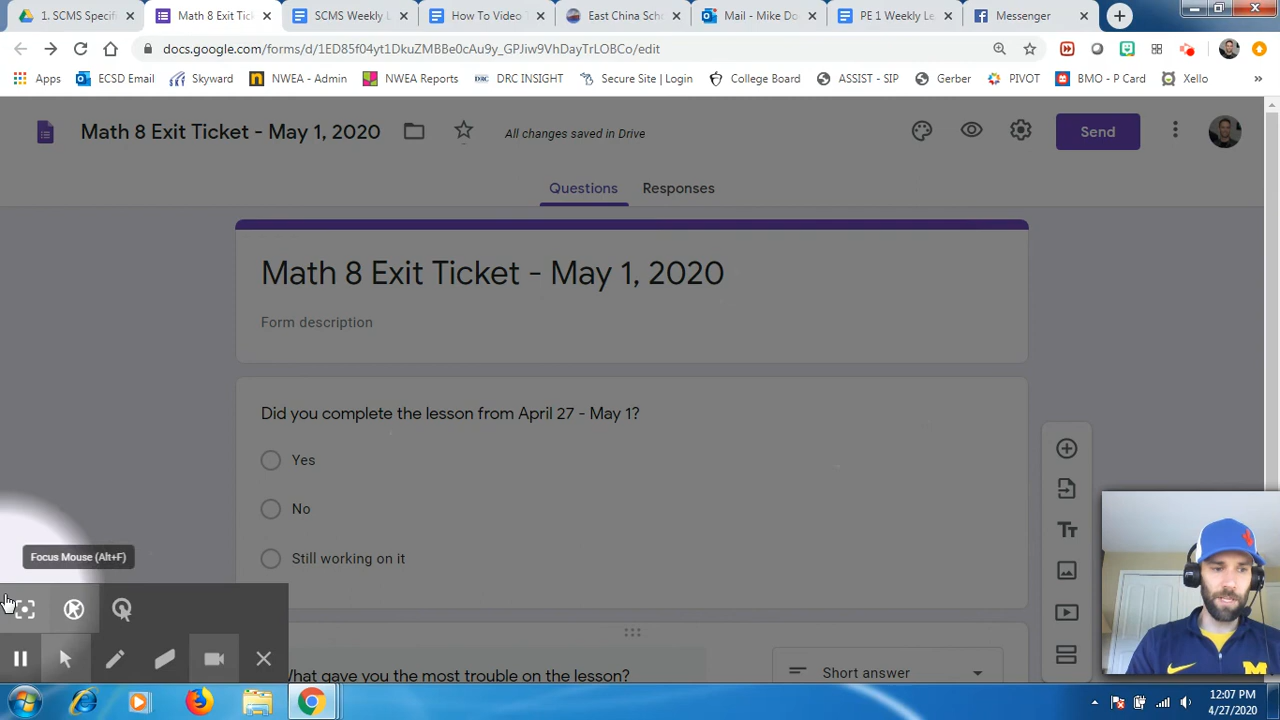 1. SCMS Specifi
Math 8 Exit Tick
SCMS Weekly L
How To Video T
East China Scho
Mail - Mike Do
PE 1 Weekly Le
Messenger
docs.google.com/forms/d/1ED85f04yt1DkuZMBBe0cAu9y_GPJiw9VhDayTrLOBCo/edit
Apps
ECSD Email
Skyward
NWEA - Admin
NWEA Reports
DRC INSIGHT
Secure Site | Login
College Board
ASSIST - SIP
Gerber
PIVOT
BMO - P Card
Xello
»
Math 8 Exit Ticket - May 1, 2020
All changes saved in Drive
Send
Questions
Responses
Math 8 Exit Ticket - May 1, 2020
Form description
Did you complete the lesson from April 27 - May 1?
Yes
No
Still working on it
Focus Mouse (Alt+F)
What gave you the most trouble on the lesson?
Short answer
Tт
M
12:07 PM
4/27/2020